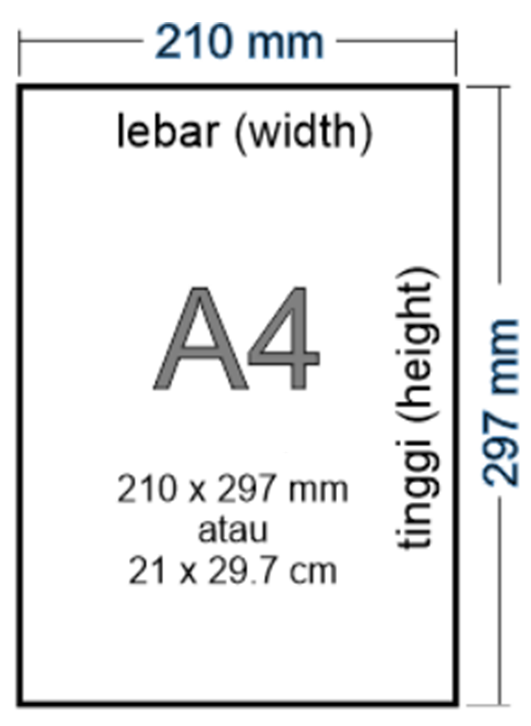 210 mm
lebar (width)
A4
tinggi (height)
297 mm
210 x 297 mm
atau
21 x 29.7 cm